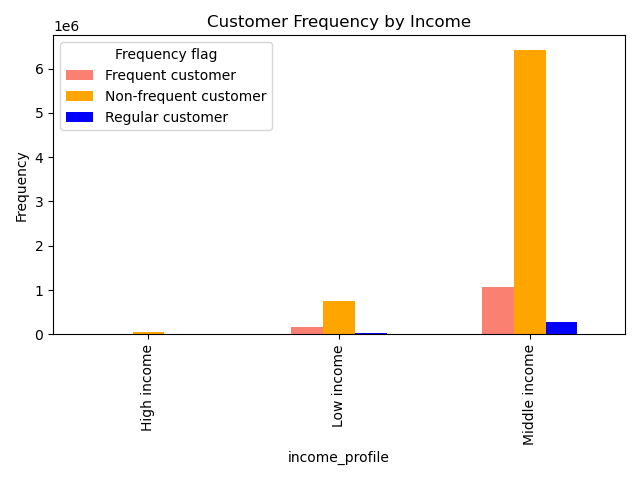 Customer Frequency by Income
1e6
Frequency flag
Frequent customer
Non-frequent customer
Regular customer
Frequency
6
5
4
3
2
1
0
High income
Low income
Middle income
income_profile